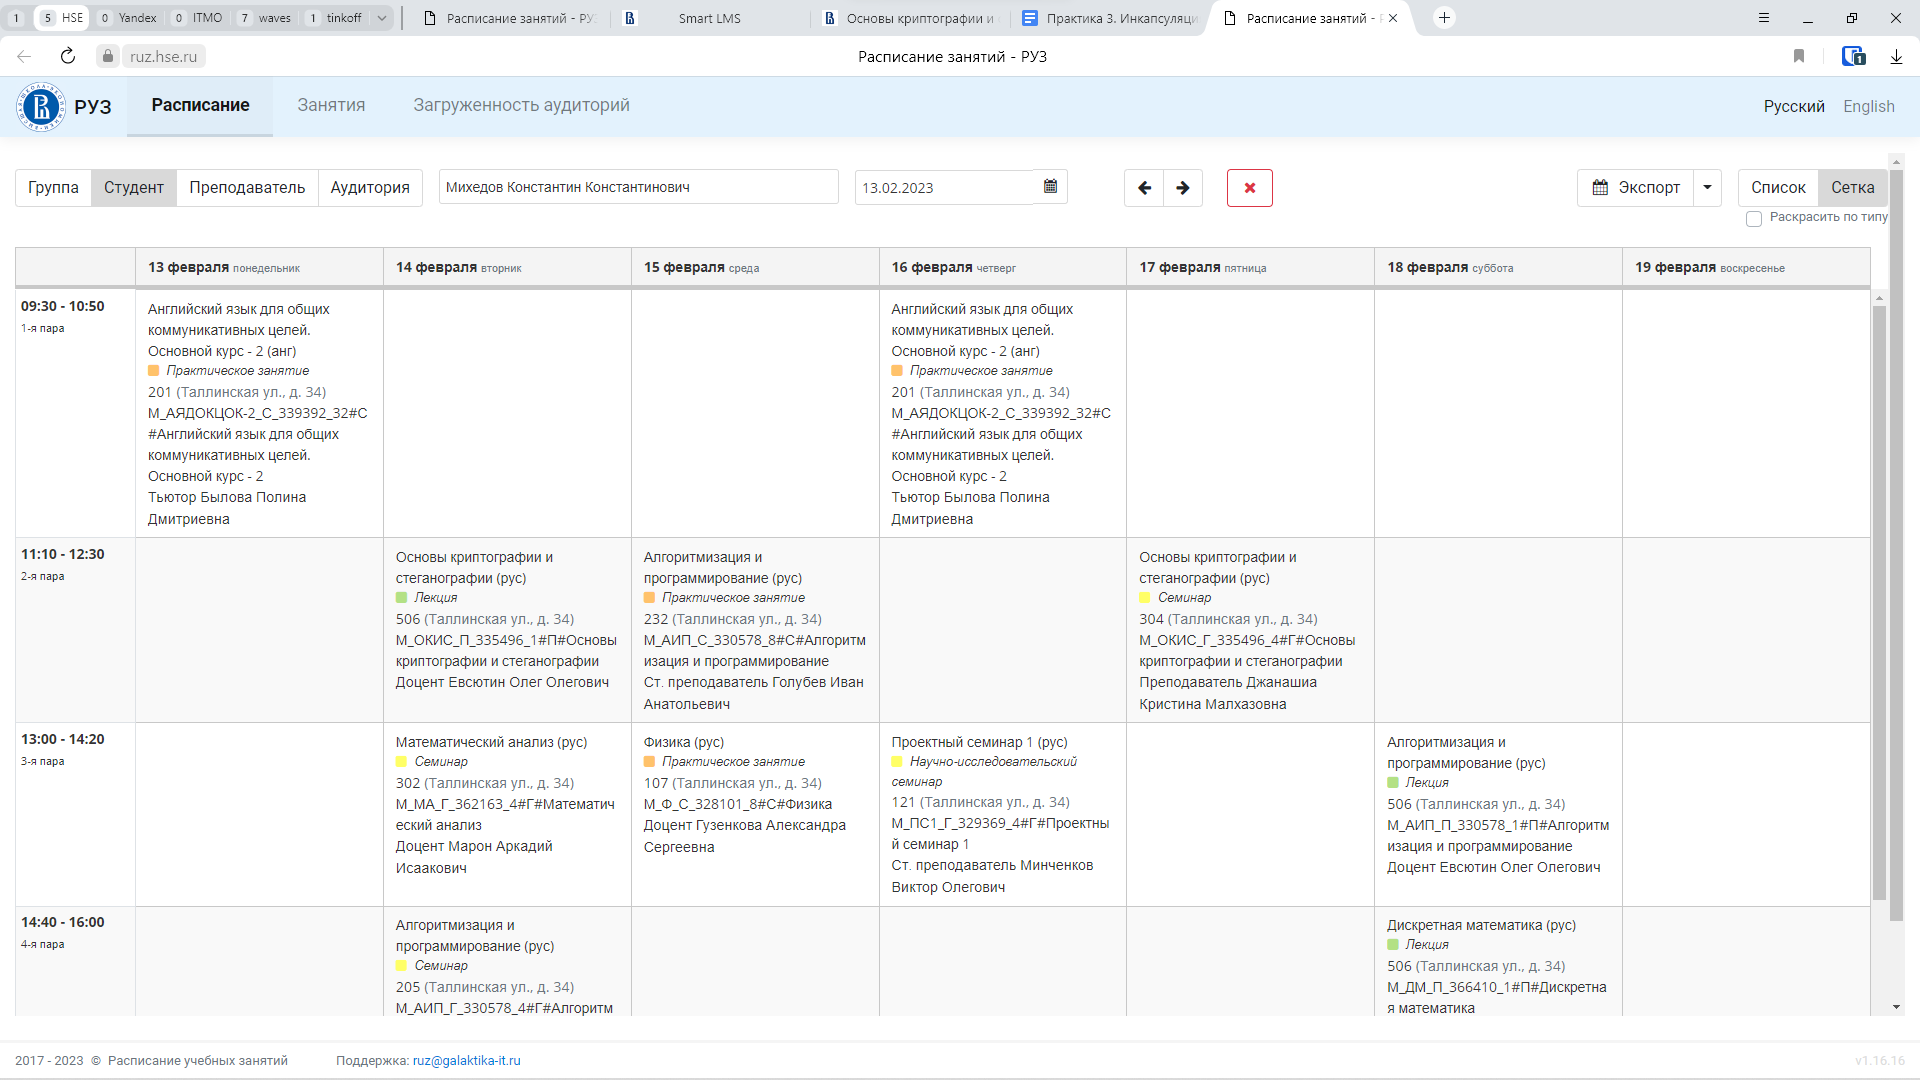 1
5 HSE
0 Yandex
0 ITMO
7 waves
1 tinkoff
Расписание занятий - РУЗ
Smart LMS
Основы криптографии и
Практика 3. Инкапсуляци
Расписание занятий - Р
ruz.hse.ru
Расписание занятий - РУЗ
1
РУЗ
Расписание
Занятия
Загруженность аудиторий
Русский
English
Группа
Студент
Преподаватель
Аудитория
Михедов Константин Константинович
13.02.2023
Экспорт
Список
Сетка
Раскрасить по типу
13 февраля понедельник
14 февраля вторник
15 февраля среда
16 февраля четверг
17 февраля пятница
18 февраля суббота
19 февраля воскресенье
09:30 - 10:50
1-я пара
Английский язык для общих
коммуникативных целей.
Основной курс - 2 (анг)
Практическое занятие
201 (Таллинская ул., д. 34)
М_АЯДОКЦОК-2_С_339392_32#С
#Английский язык для общих
коммуникативных целей.
Основной курс - 2
Тьютор Былова Полина
Дмитриевна
Английский язык для общих
коммуникативных целей.
Основной курс - 2 (анг)
Практическое занятие
201 (Таллинская ул., д. 34)
М_АЯДОКЦОК-2_С_339392_32#С
#Английский язык для общих
коммуникативных целей.
Основной курс - 2
Тьютор Былова Полина
Дмитриевна
11:10 - 12:30
2-я пара
Основы криптографии и
стеганографии (рус)
Лекция
506 (Таллинская ул., д. 34)
М_ОКИС_П_335496_1#П#Основы
криптографии и стеганографии
Доцент Евсютин Олег Олегович
Алгоритмизация и
программирование (рус)
Практическое занятие
232 (Таллинская ул., д. 34)
М_АИП_С_330578_8#С#Алгоритм
изация и программирование
Ст. преподаватель Голубев Иван
Анатольевич
Основы криптографии и
стеганографии (рус)
Семинар
304 (Таллинская ул., д. 34)
М_ОКИС_Г_335496_4#Г#Основы
криптографии и стеганографии
Преподаватель Джанашиа
Кристина Малхазовна
13:00 - 14:20
3-я пара
Математический анализ (рус)
Семинар
302 (Таллинская ул., д. 34)
М_МА_Г_362163_4#Г#Математич
еский анализ
Доцент Марон Аркадий
Исаакович
Физика (рус)
Практическое занятие
107 (Таллинская ул., д. 34)
М_Ф_С_328101_8#С#Физика
Доцент Гузенкова Александра
Сергеевна
Проектный семинар 1 (рус)
Научно-исследовательский
семинар
121 (Таллинская ул., д. 34)
М_ПС1_Г_329369_4#Г#Проектны
й семинар 1
Ст. преподаватель Минченков
Виктор Олегович
Алгоритмизация и
программирование (рус)
Лекция
506 (Таллинская ул., д. 34)
М_АИП_П_330578_1#П#Алгоритм
изация и программирование
Доцент Евсютин Олег Олегович
14:40 - 16:00
4-я пара
Алгоритмизация и
программирование (рус)
Семинар
205 (Таллинская ул., д. 34)
М_АИП_Г_330578_4#Г#Алгоритм
Дискретная математика (рус)
Лекция
506 (Таллинская ул., д. 34)
М_ДМ_П_366410_1#П#Дискретна
я математика
2017 - 2023 © Расписание учебных занятий
Поддержка: ruz@galaktika-it.ru
v1.16.16